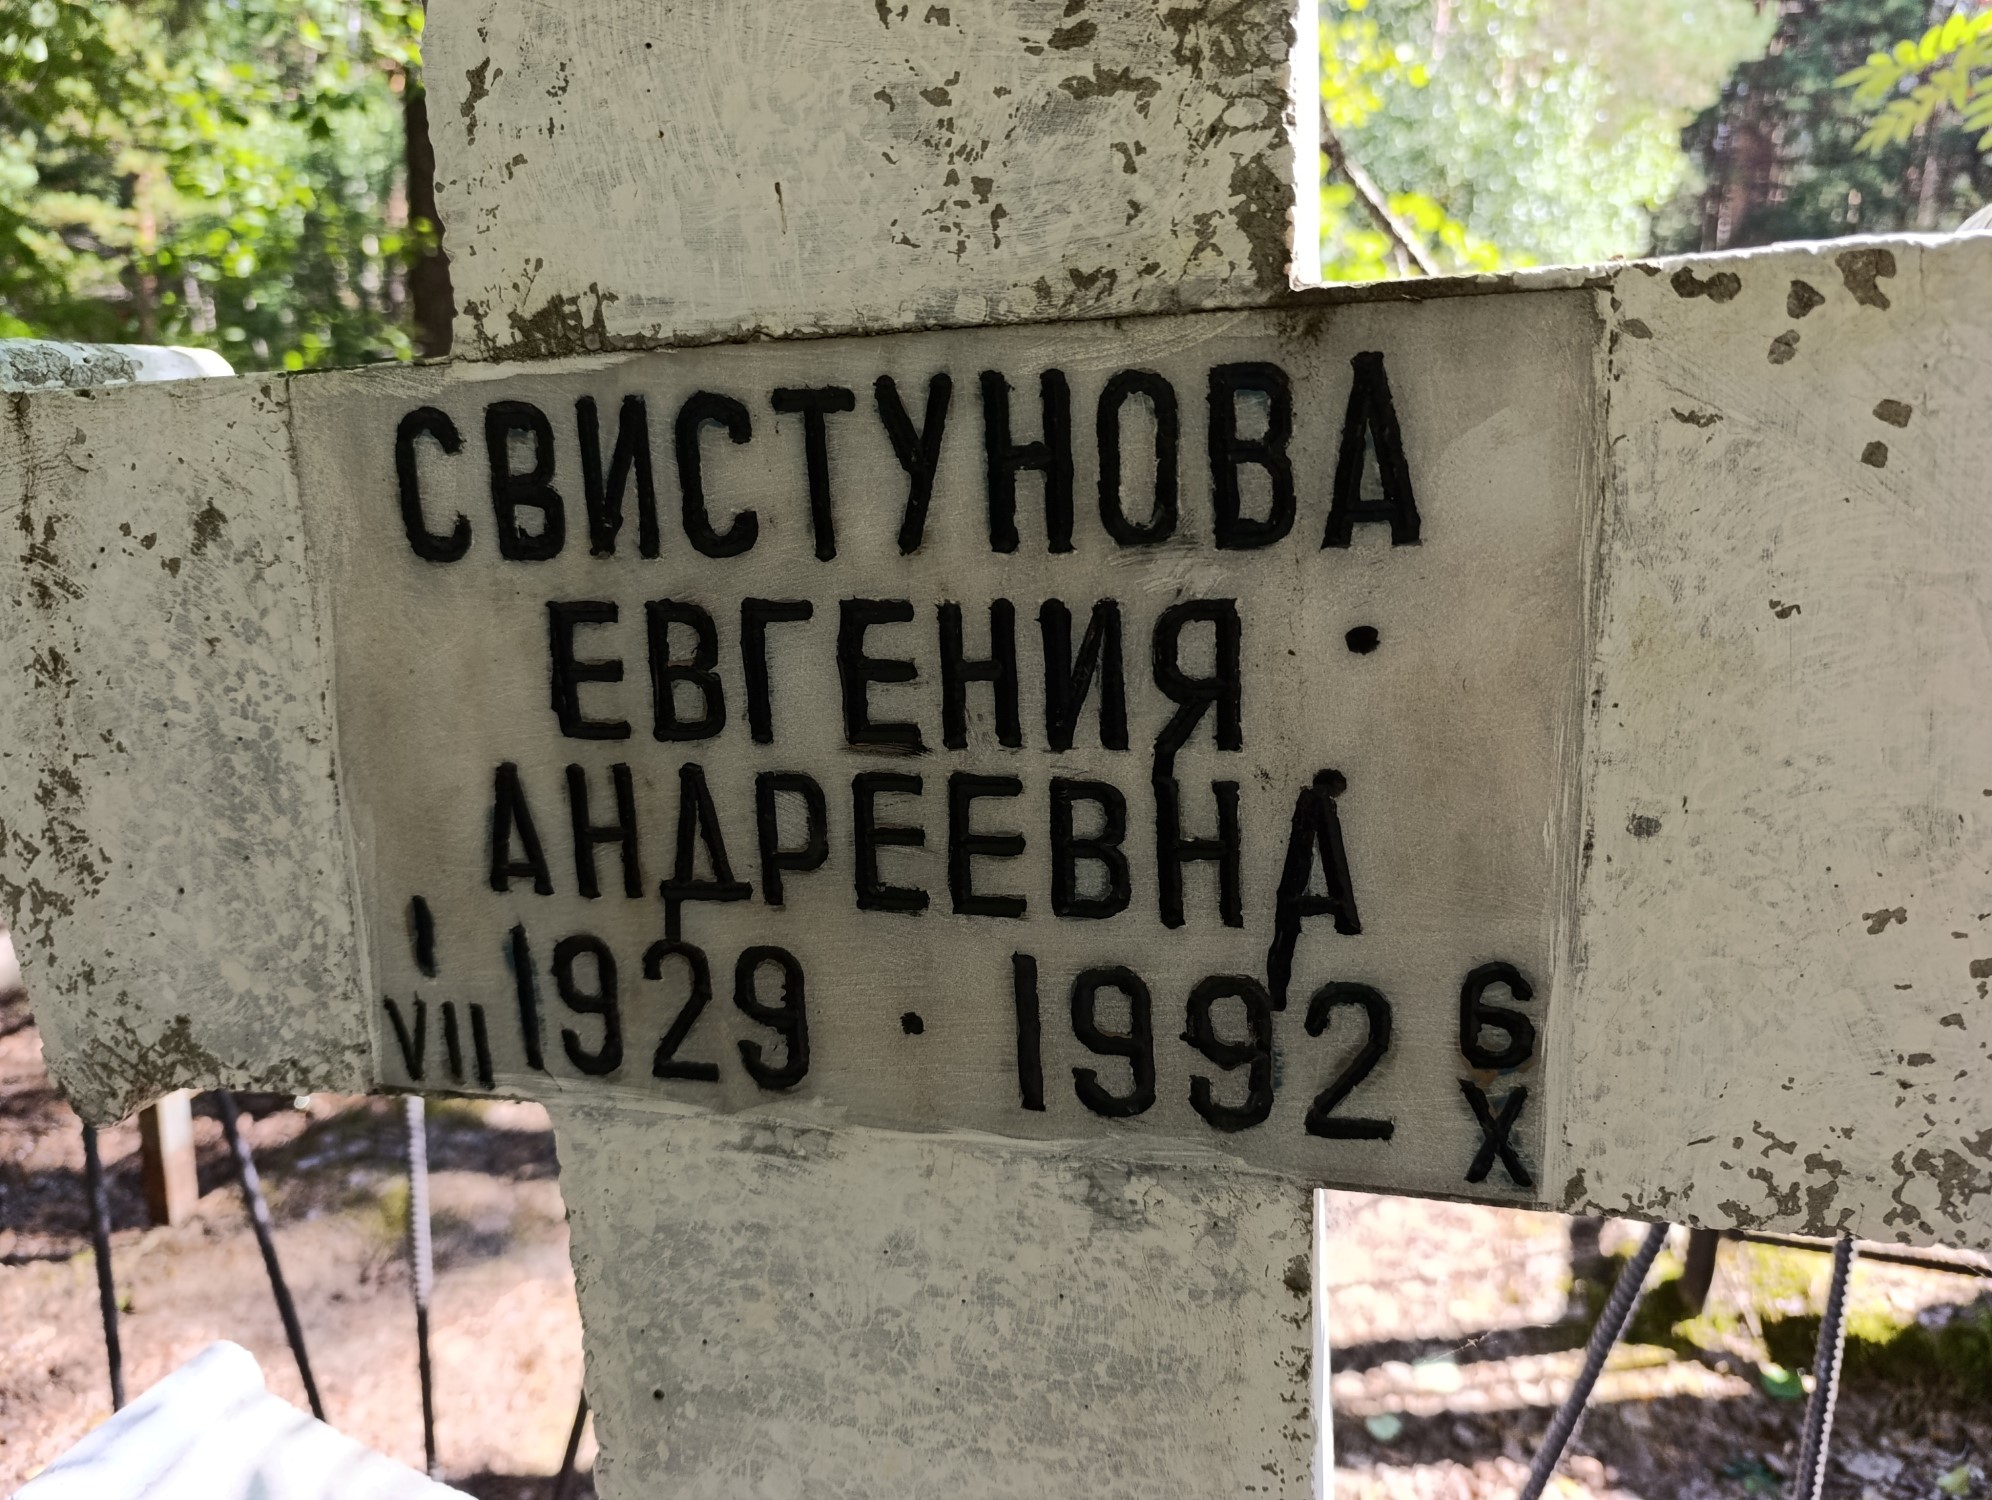 СВИСТУНОВА
ЕВГЕНИЯ
АНДРЕЕВНА
I VII 1929 · 1992 6 X